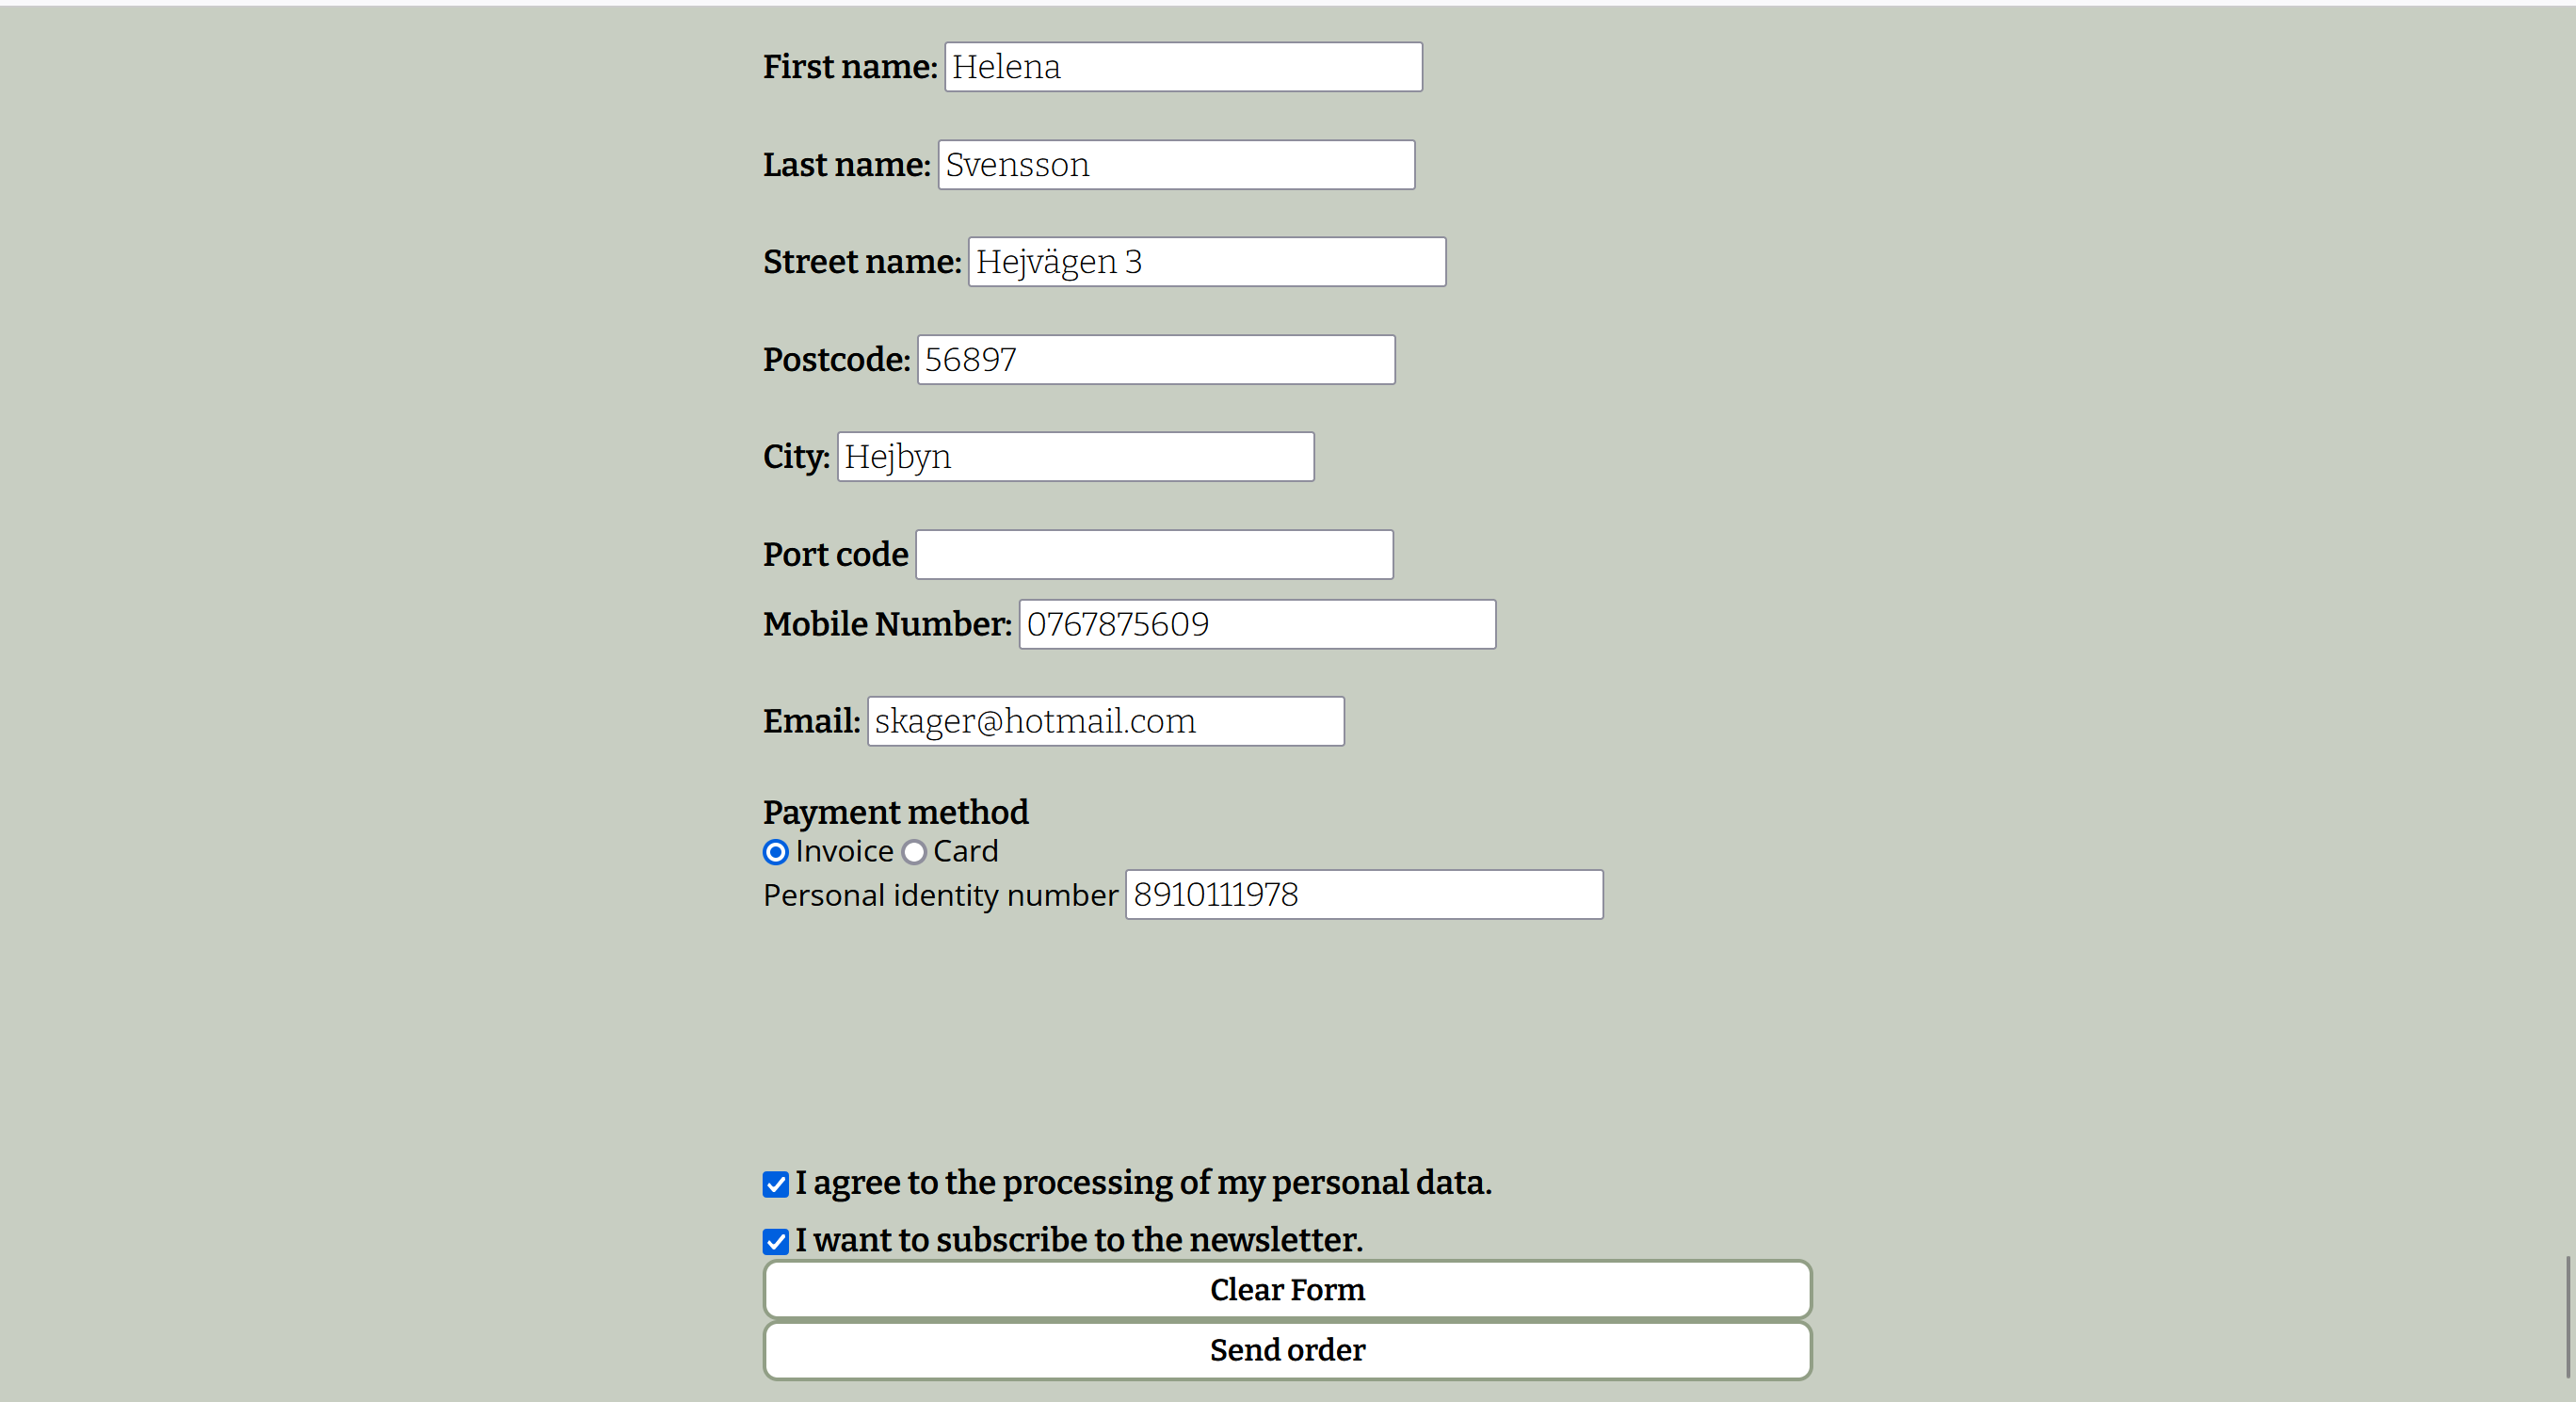 First name: Helena
Last name: Svensson
Street name: Hejvägen 3
Postcode: 56897
City: Hejbyn
Port code
Mobile Number: 0767875609
Email: skager@hotmail.com
Payment method
Invoice Card
Personal identity number 8910111978
I agree to the processing of my personal data.
I want to subscribe to the newsletter.
Clear Form
Send order